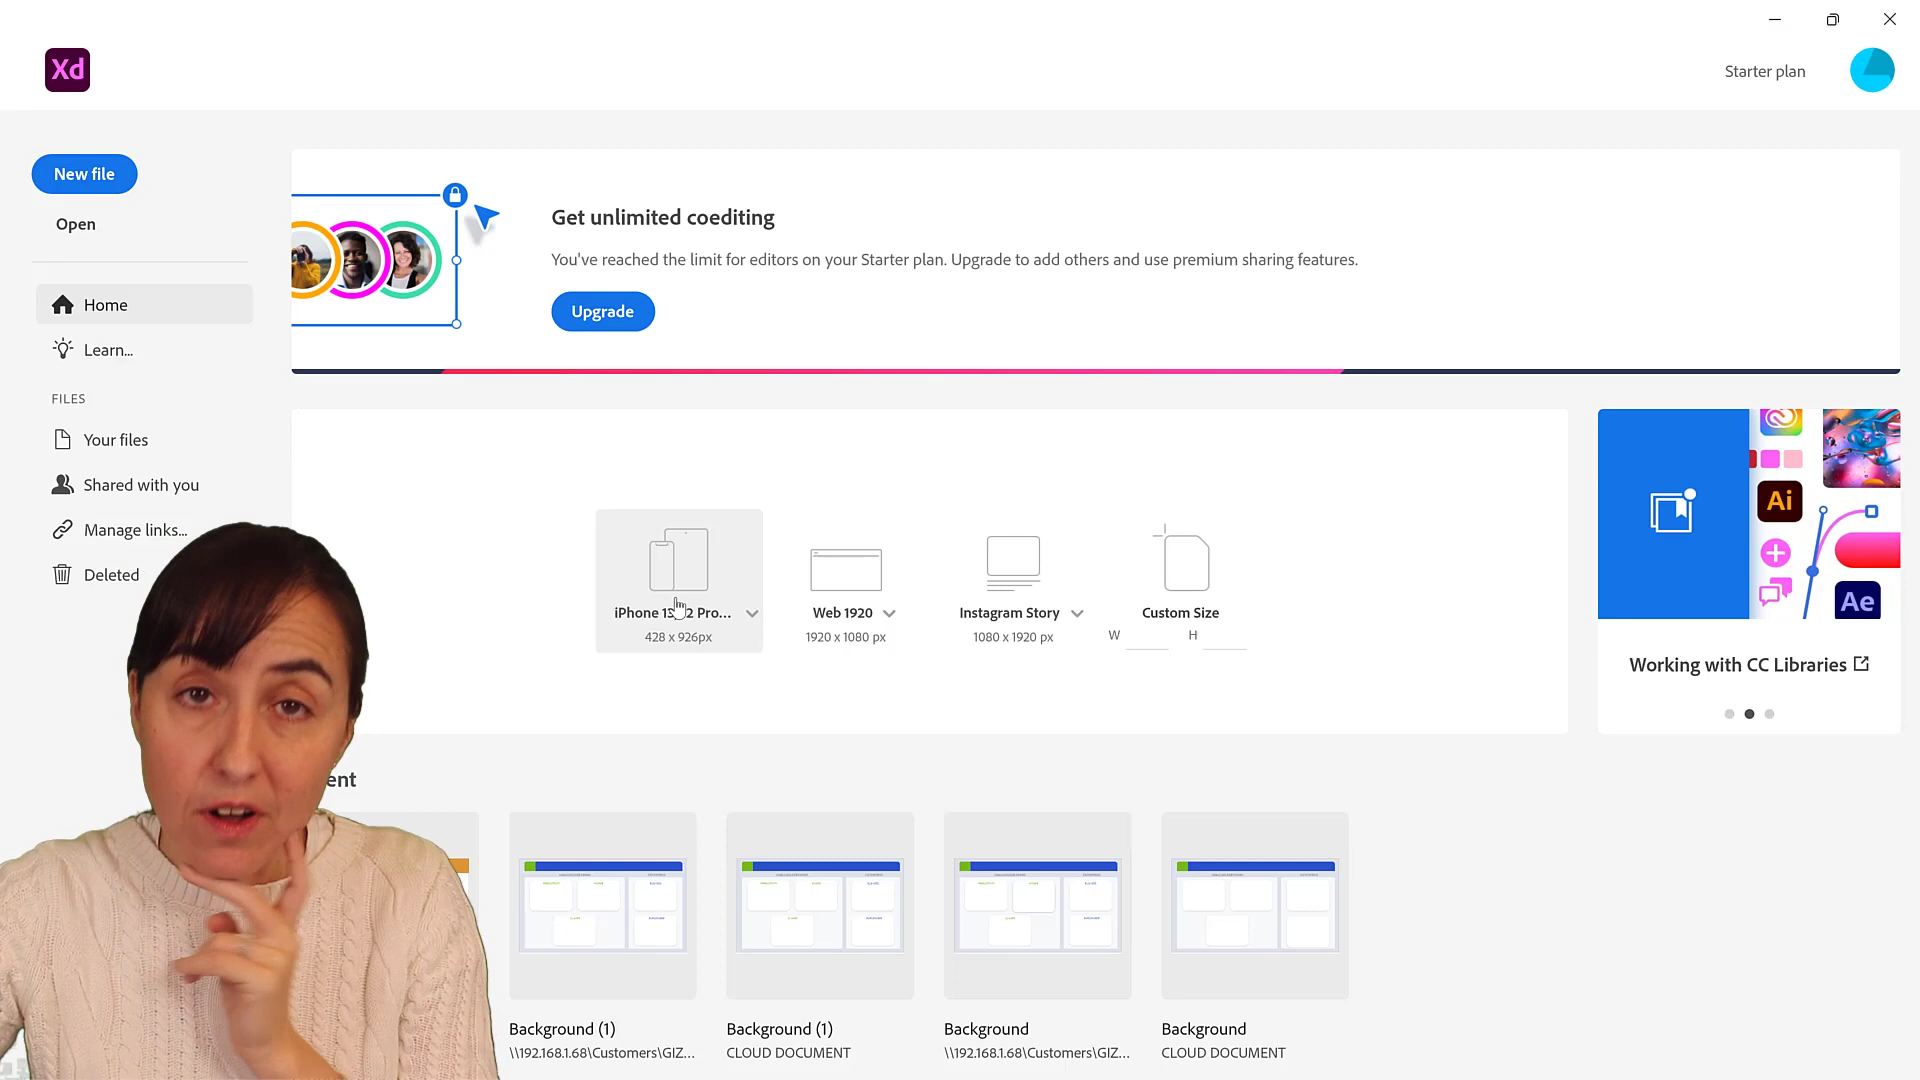 Xd
Starter plan
New file
Open
Get unlimited coediting
You've reached the limit for editors on your Starter plan. Upgrade to add others and use premium sharing features.
Upgrade
Home
Learn...
FILES
Your files
Shared with you
Manage links...
Deleted
iPhone 13 2 Pro...
428 x 926px
Web 1920
1920 x 1080 px
Instagram Story
1080 x 1920 px
Custom Size
W
H
Ai
Ae
Working with CC Libraries
ent
Background (1)
\\192.168.1.68\Customers\GIZ...
Background (1)
CLOUD DOCUMENT
Background
\\192.168.1.68\Customers\GIZ...
Background
CLOUD DOCUMENT